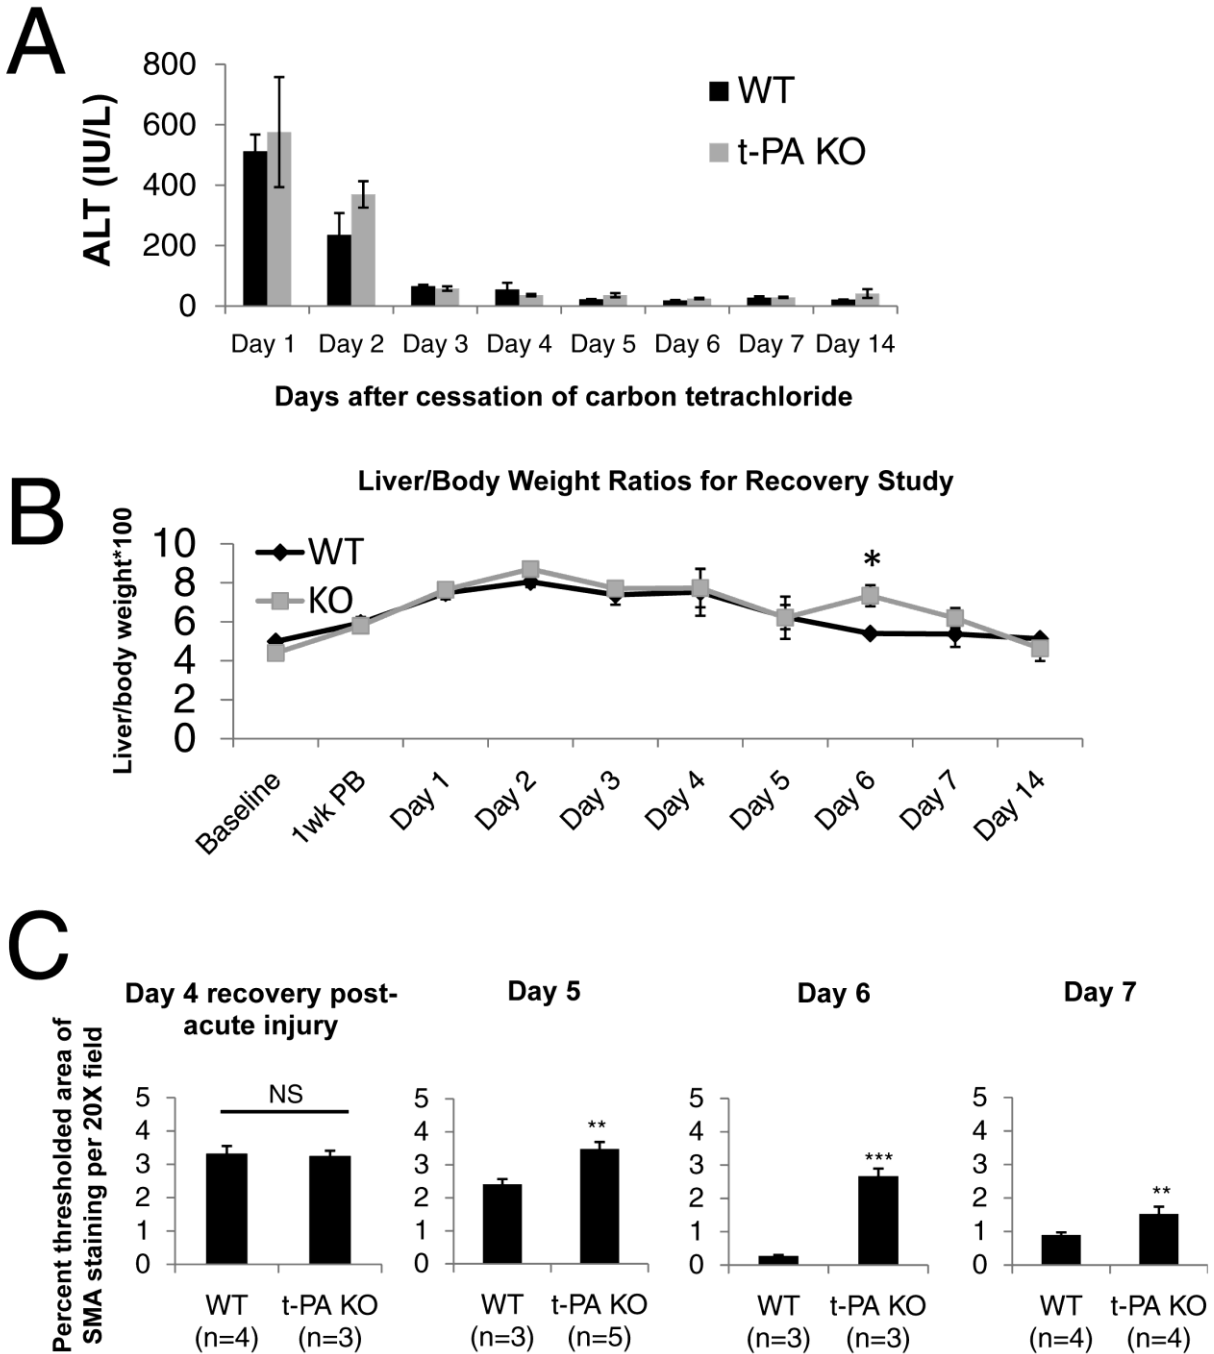 A
ALT (IU/L)
800
600
400
200
0
WT
t-PA KO
Day 1 Day 2 Day 3 Day 4 Day 5 Day 6 Day 7 Day 14
Days after cessation of carbon tetrachloride
B
Liver/Body Weight Ratios for Recovery Study
Liver/body weight*100
10
8
6
4
2
0
WT
KO
*
Baseline 1wk PB Day 1 Day 2 Day 3 Day 4 Day 5 Day 6 Day 7 Day 14
C
Percent thresholded area of
SMA staining per 20X field
Day 4 recovery post-
acute injury
5
4
3
2
1
0
NS
WT t-PA KO
(n=4) (n=3)
Day 5
5
4
3
2
1
0
**
WT t-PA KO
(n=3) (n=5)
Day 6
5
4
3
2
1
0
***
WT t-PA KO
(n=3) (n=3)
Day 7
5
4
3
2
1
0
**
WT t-PA KO
(n=4) (n=4)